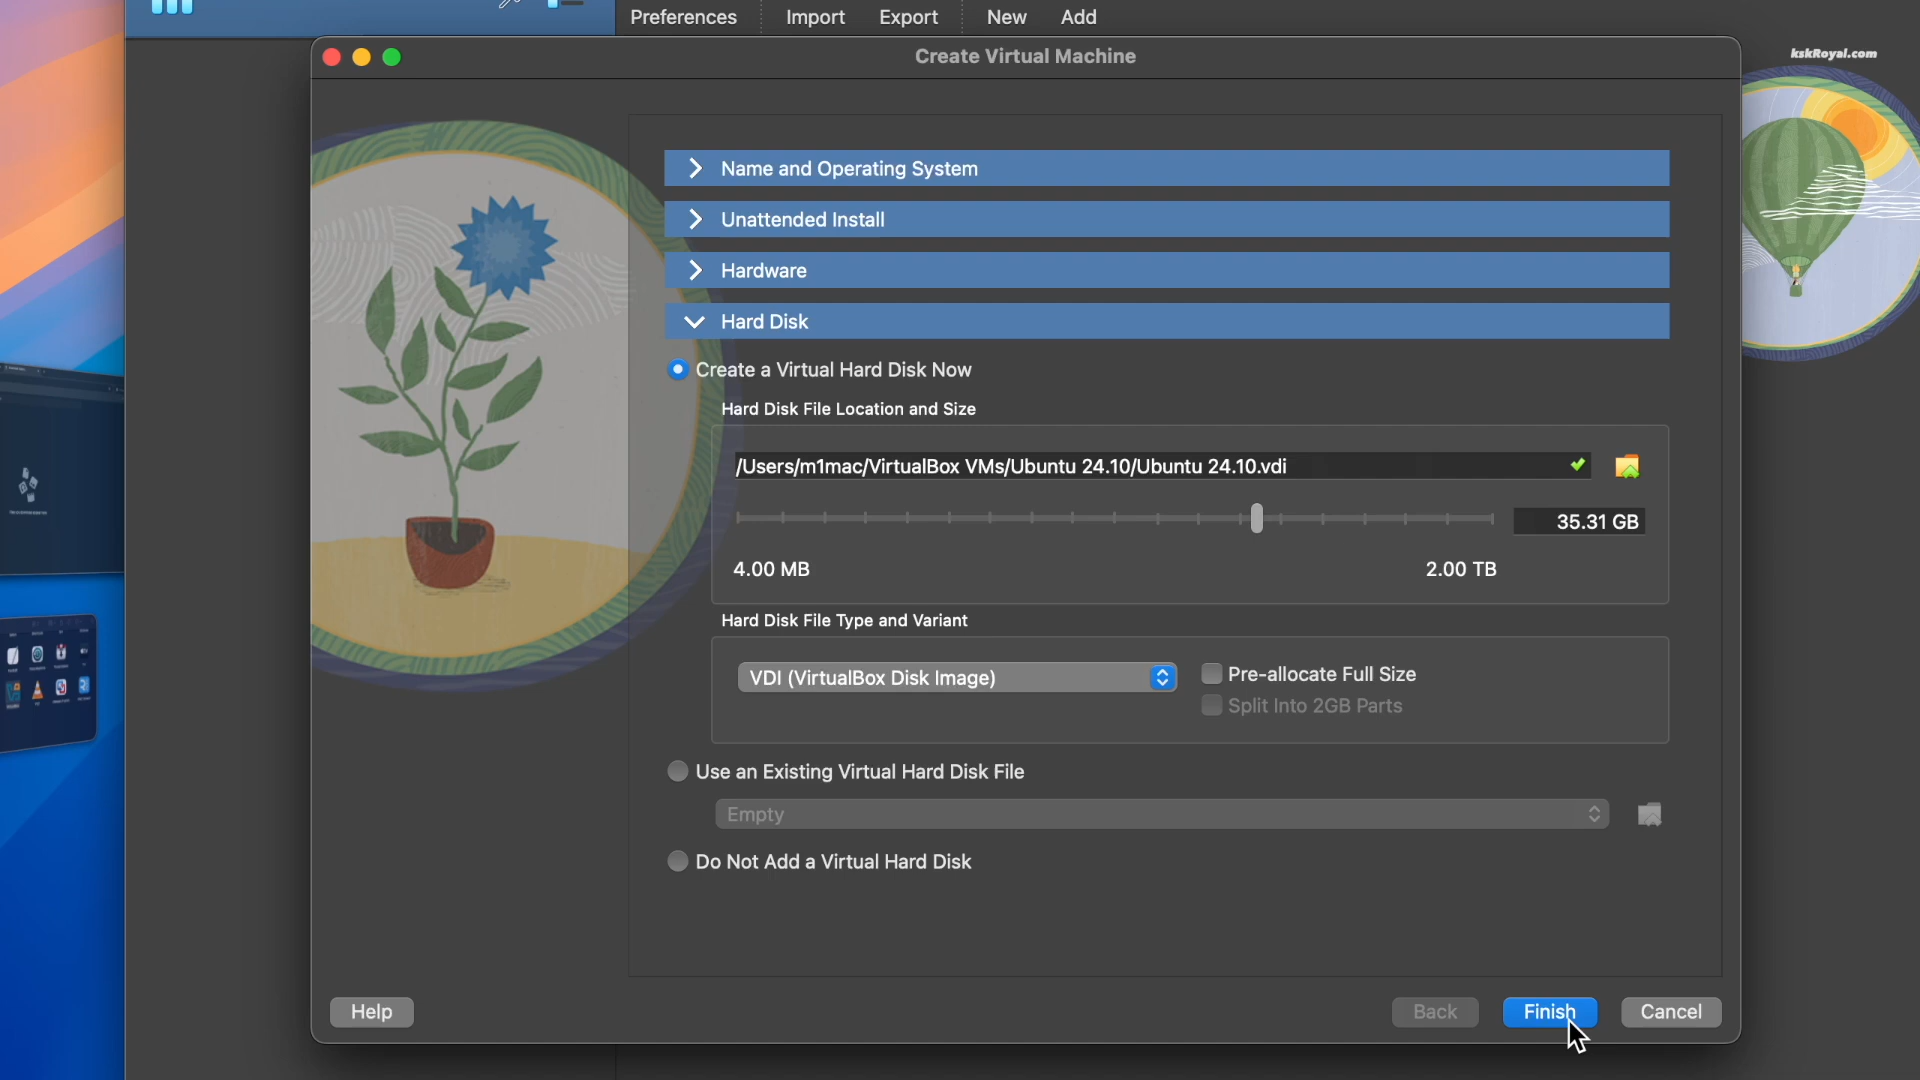 Preferences
Import
Export
New
Add
Create Virtual Machine
kskRoyal.com
Name and Operating System
Unattended Install
Hardware
Hard Disk
Create a Virtual Hard Disk Now
Hard Disk File Location and Size
/Users/m1mac/VirtualBox VMs/Ubuntu 24.10/Ubuntu 24.10.vdi
35.31 GB
4.00 MB
2.00 TB
Hard Disk File Type and Variant
VDI (VirtualBox Disk Image)
Pre-allocate Full Size
Split Into 2GB Parts
Use an Existing Virtual Hard Disk File
Empty
Do Not Add a Virtual Hard Disk
Help
Back
Finish
Cancel